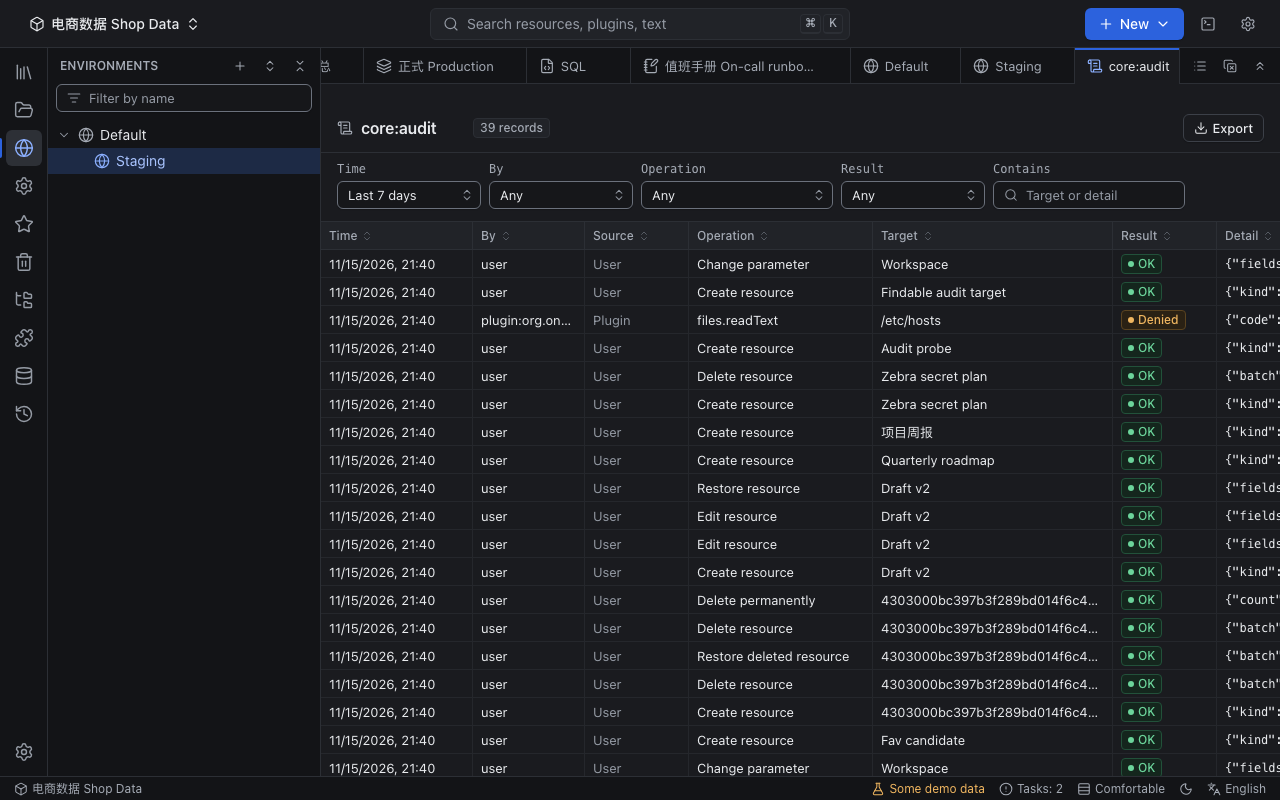 电商数据 Shop Data
Search resources, plugins, text ⌘ K
New
ENVIRONMENTS
Filter by name
Default
Staging
正式 Production
SQL
值班手册 On-call runbo...
Default
Staging
core:audit
core:audit 39 records Export
Time By Operation Result Contains
Last 7 days Any Any Any Target or detail
Time By Source Operation Target Result Detail
11/15/2026, 21:40 user User Change parameter Workspace OK {"fields
11/15/2026, 21:40 user User Create resource Findable audit target OK {"kind":
11/15/2026, 21:40 plugin:org.on... Plugin files.readText /etc/hosts Denied {"code":
11/15/2026, 21:40 user User Create resource Audit probe OK {"kind":
11/15/2026, 21:40 user User Delete resource Zebra secret plan OK {"batch"
11/15/2026, 21:40 user User Create resource Zebra secret plan OK {"kind":
11/15/2026, 21:40 user User Create resource 项目周报 OK {"kind":
11/15/2026, 21:40 user User Create resource Quarterly roadmap OK {"kind":
11/15/2026, 21:40 user User Restore resource Draft v2 OK {"fields
11/15/2026, 21:40 user User Edit resource Draft v2 OK {"fields
11/15/2026, 21:40 user User Edit resource Draft v2 OK {"fields
11/15/2026, 21:40 user User Create resource Draft v2 OK {"kind":
11/15/2026, 21:40 user User Delete permanently 4303000bc397b3f289bd014f6c4... OK {"count"
11/15/2026, 21:40 user User Delete resource 4303000bc397b3f289bd014f6c4... OK {"batch"
11/15/2026, 21:40 user User Restore deleted resource 4303000bc397b3f289bd014f6c4... OK {"batch"
11/15/2026, 21:40 user User Delete resource 4303000bc397b3f289bd014f6c4... OK {"batch"
11/15/2026, 21:40 user User Create resource 4303000bc397b3f289bd014f6c4... OK {"kind":
11/15/2026, 21:40 user User Create resource Fav candidate OK {"kind":
11/15/2026, 21:40 user User Change parameter Workspace OK {"fields
电商数据 Shop Data
Some demo data
Tasks: 2
Comfortable
English